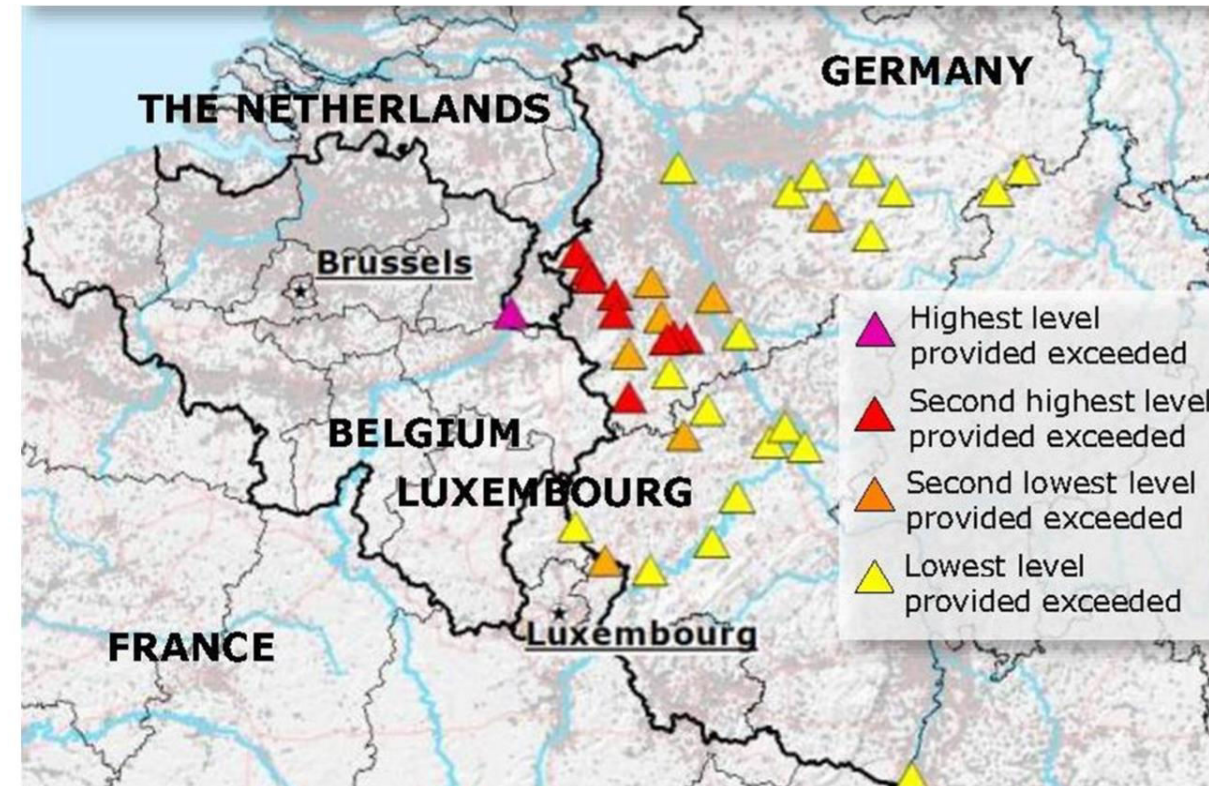 GERMANY
THE NETHERLANDS
Brussels
Highest level
provided exceeded
Second highest level
provided exceeded
BELGIUM
LUXEMBOURG
Second lowest level
provided exceeded
Lowest level
provided exceeded
FRANCE
Luxembourg